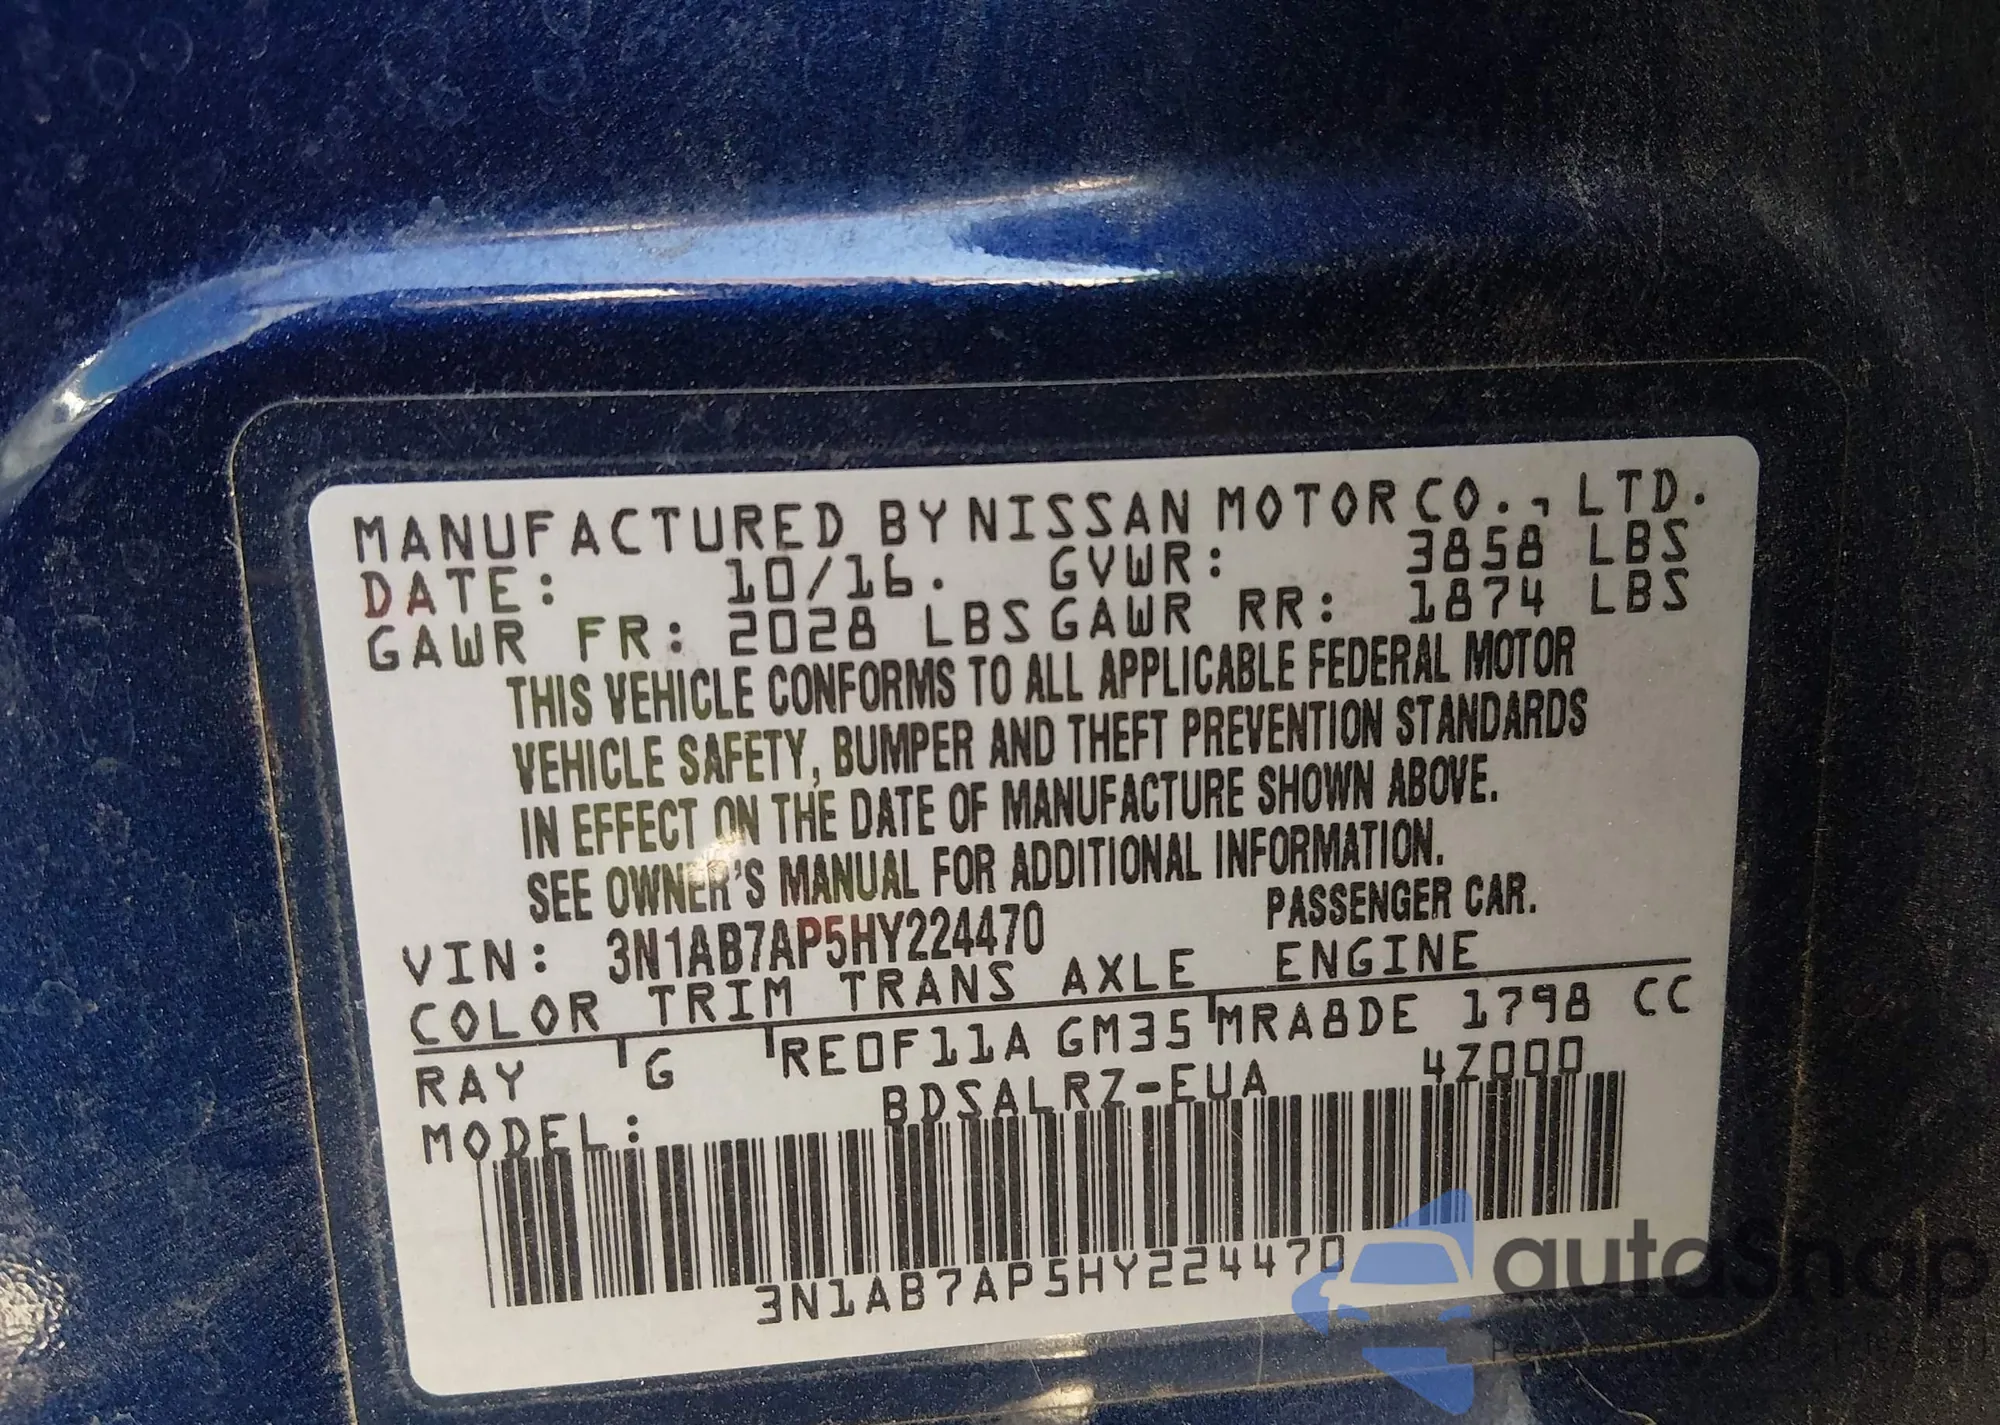 MANUFACTURED BY NISSAN MOTOR CO., LTD.
DATE: 10/16. GVWR: 3858 LBS
GAWR FR: 2028 LBS GAWR RR: 1874 LBS
THIS VEHICLE CONFORMS TO ALL APPLICABLE FEDERAL MOTOR
VEHICLE SAFETY, BUMPER AND THEFT PREVENTION STANDARDS
IN EFFECT ON THE DATE OF MANUFACTURE SHOWN ABOVE.
SEE OWNER'S MANUAL FOR ADDITIONAL INFORMATION.
VIN: 3N1AB7AP5HY224470 PASSENGER CAR.
COLOR TRIM TRANS AXLE ENGINE
RAY G RE0F11A GM35 MRA8DE 1798 CC
MODEL: BDSALRZ-EUA 4Z000
3N1AB7AP5HY224470
autoSnap